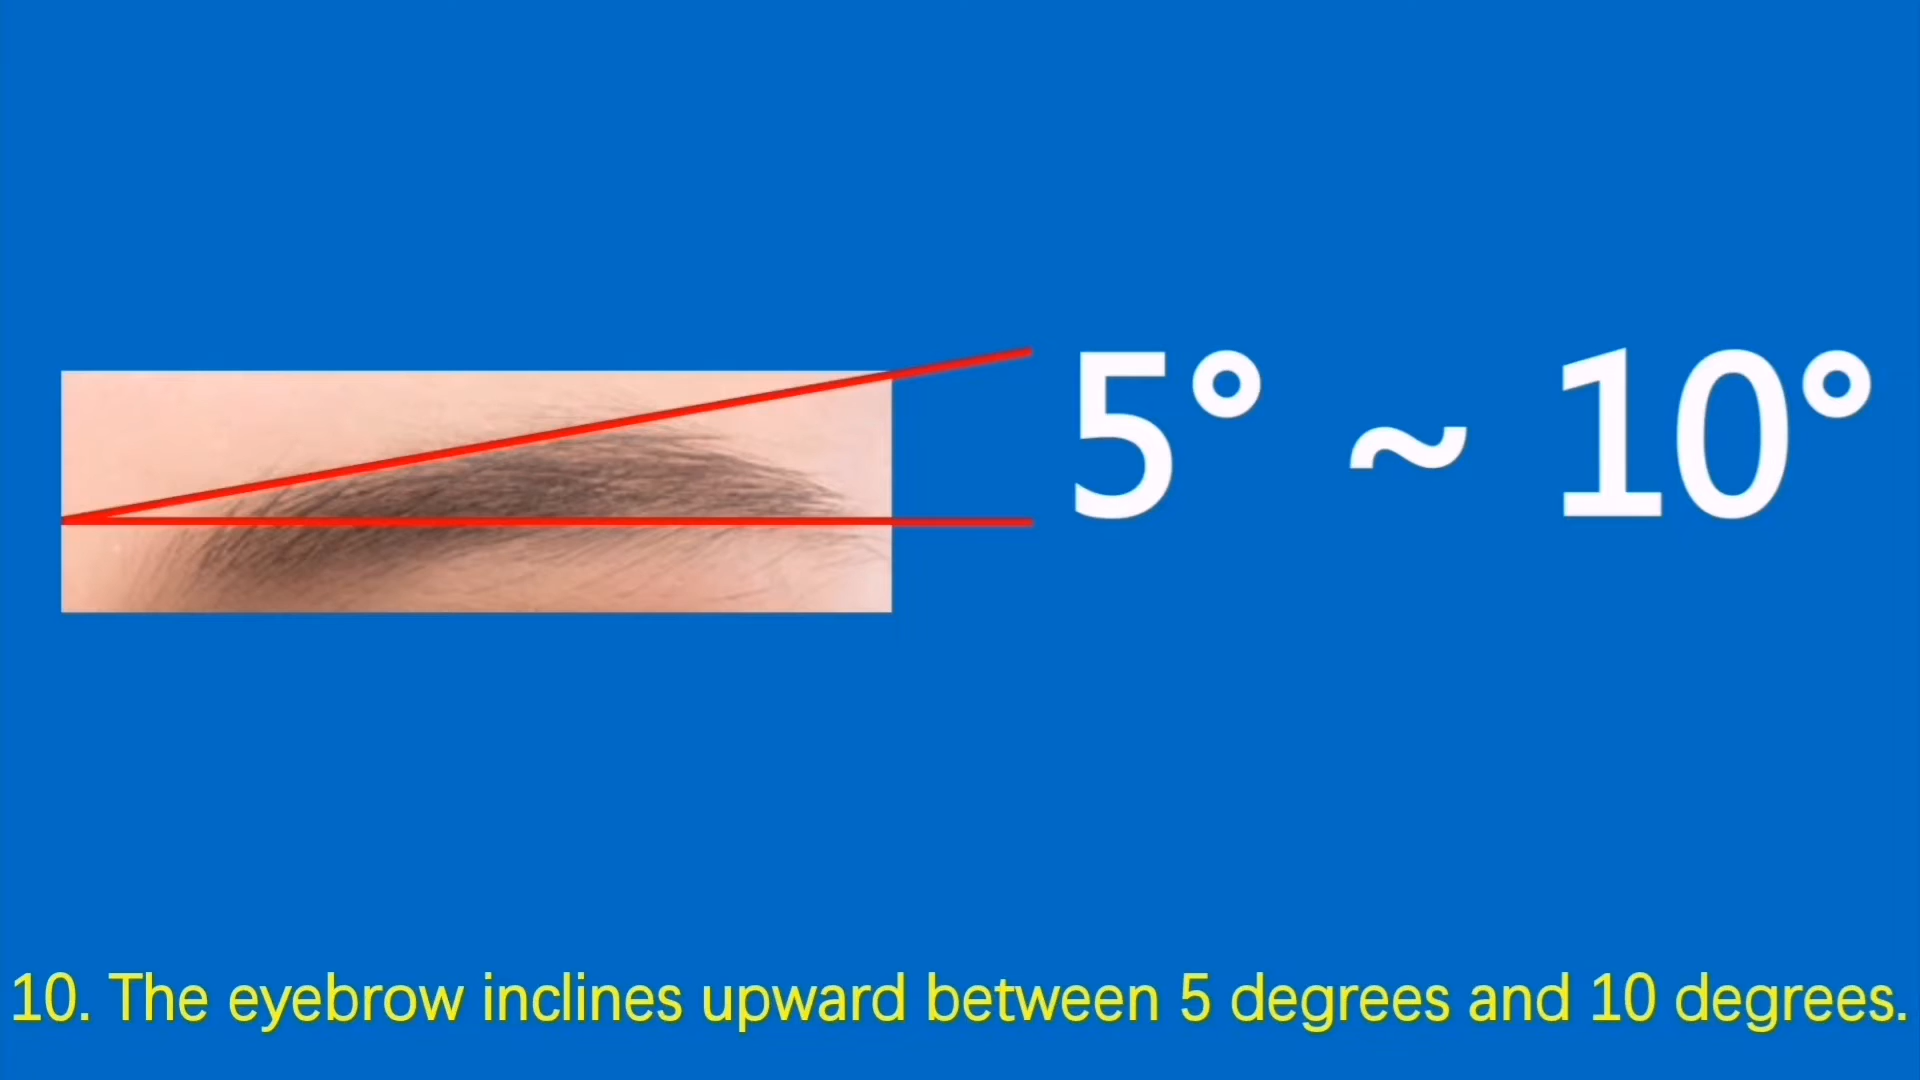 5° ~ 10°
10. The eyebrow inclines upward between 5 degrees and 10 degrees.